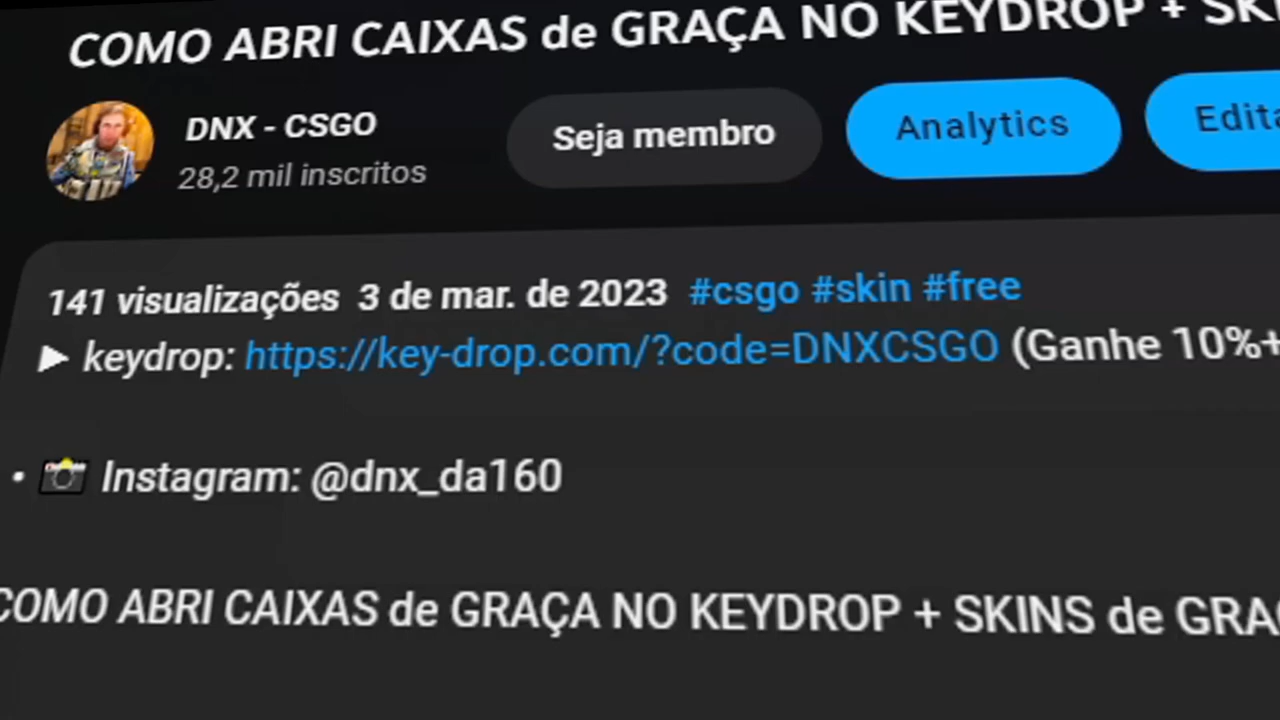 COMO ABRI CAIXAS de GRAÇA NO KEYDROP +
DNX - CSGO
28,2 mil inscritos
Seja membro
Analytics
141 visualizações 3 de mar. de 2023 #csgo #skin #free
▶ keydrop: https://key-drop.com/?code=DNXCSGO (Ganhe 10%+
• 📸 Instagram: @dnx_da160
COMO ABRI CAIXAS de GRAÇA NO KEYDROP + SKINS de